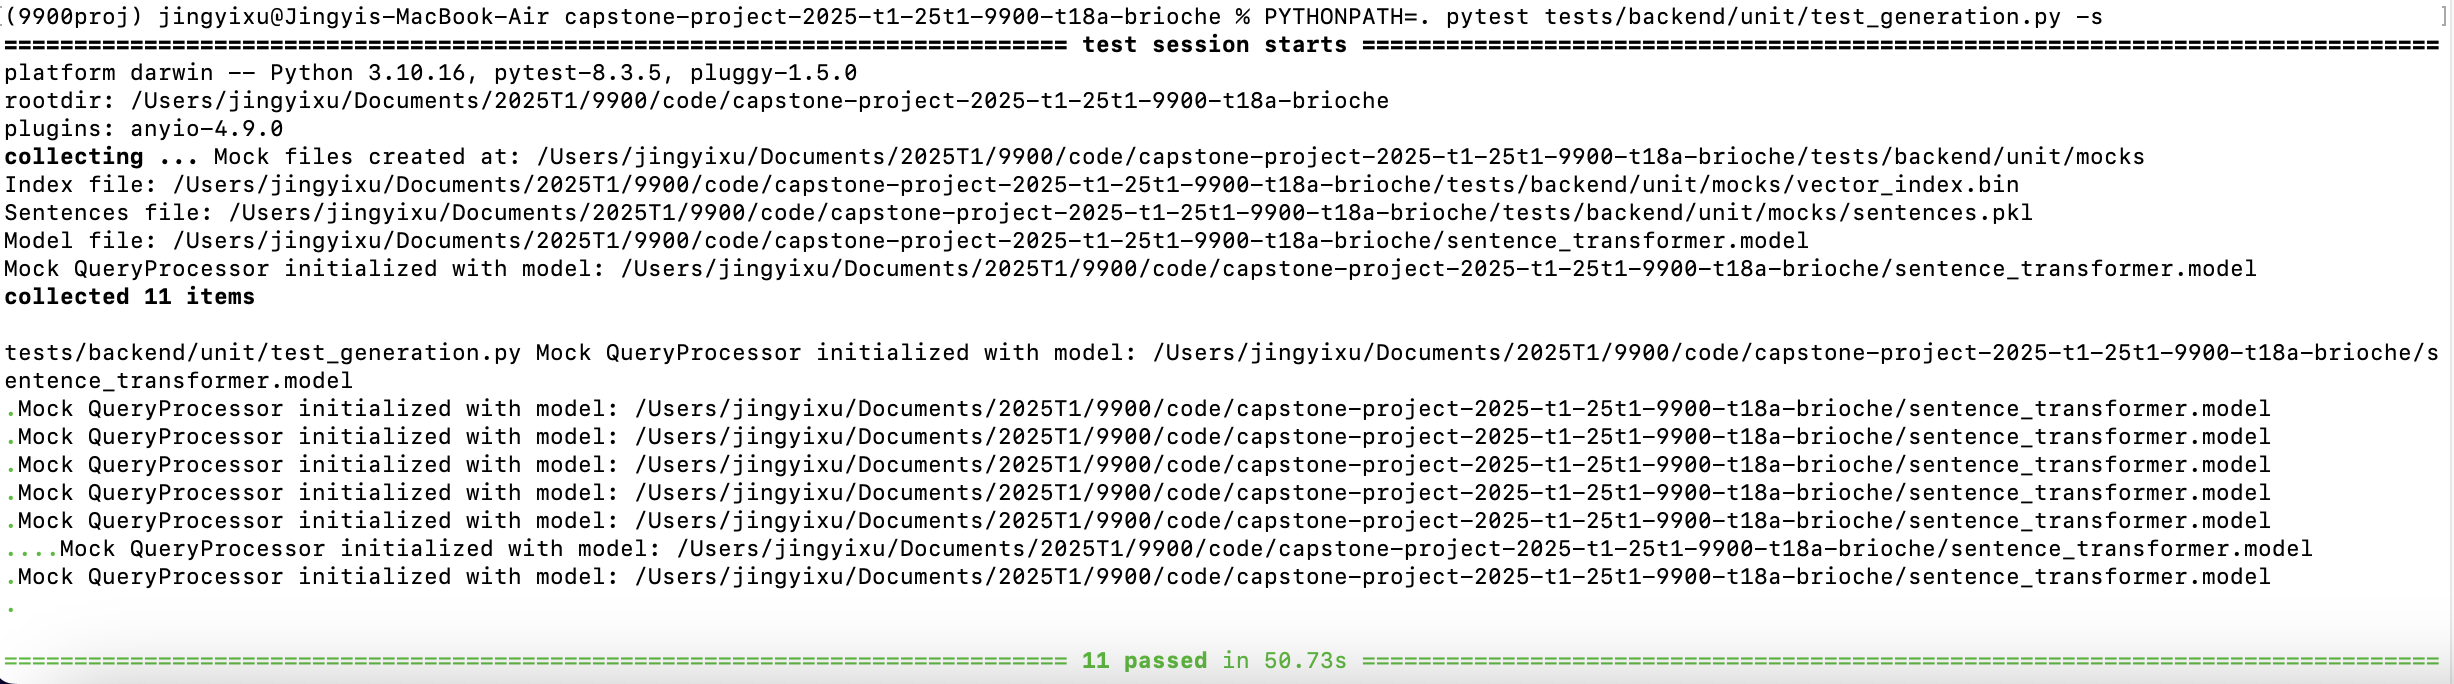 (9900proj) jingyixu@Jingyis-MacBook-Air capstone-project-2025-t1-25t1-9900-t18a-brioche % PYTHONPATH=. pytest tests/backend/unit/test_generation.py -s
============================================================================ test session starts =============================================================================
platform darwin -- Python 3.10.16, pytest-8.3.5, pluggy-1.5.0
rootdir: /Users/jingyixu/Documents/2025T1/9900/code/capstone-project-2025-t1-25t1-9900-t18a-brioche
plugins: anyio-4.9.0
collecting ... Mock files created at: /Users/jingyixu/Documents/2025T1/9900/code/capstone-project-2025-t1-25t1-9900-t18a-brioche/tests/backend/unit/mocks
Index file: /Users/jingyixu/Documents/2025T1/9900/code/capstone-project-2025-t1-25t1-9900-t18a-brioche/tests/backend/unit/mocks/vector_index.bin
Sentences file: /Users/jingyixu/Documents/2025T1/9900/code/capstone-project-2025-t1-25t1-9900-t18a-brioche/tests/backend/unit/mocks/sentences.pkl
Model file: /Users/jingyixu/Documents/2025T1/9900/code/capstone-project-2025-t1-25t1-9900-t18a-brioche/sentence_transformer.model
Mock QueryProcessor initialized with model: /Users/jingyixu/Documents/2025T1/9900/code/capstone-project-2025-t1-25t1-9900-t18a-brioche/sentence_transformer.model
collected 11 items
tests/backend/unit/test_generation.py Mock QueryProcessor initialized with model: /Users/jingyixu/Documents/2025T1/9900/code/capstone-project-2025-t1-25t1-9900-t18a-brioche/s
entence_transformer.model
.Mock QueryProcessor initialized with model: /Users/jingyixu/Documents/2025T1/9900/code/capstone-project-2025-t1-25t1-9900-t18a-brioche/sentence_transformer.model
.Mock QueryProcessor initialized with model: /Users/jingyixu/Documents/2025T1/9900/code/capstone-project-2025-t1-25t1-9900-t18a-brioche/sentence_transformer.model
.Mock QueryProcessor initialized with model: /Users/jingyixu/Documents/2025T1/9900/code/capstone-project-2025-t1-25t1-9900-t18a-brioche/sentence_transformer.model
.Mock QueryProcessor initialized with model: /Users/jingyixu/Documents/2025T1/9900/code/capstone-project-2025-t1-25t1-9900-t18a-brioche/sentence_transformer.model
.Mock QueryProcessor initialized with model: /Users/jingyixu/Documents/2025T1/9900/code/capstone-project-2025-t1-25t1-9900-t18a-brioche/sentence_transformer.model
....Mock QueryProcessor initialized with model: /Users/jingyixu/Documents/2025T1/9900/code/capstone-project-2025-t1-25t1-9900-t18a-brioche/sentence_transformer.model
.Mock QueryProcessor initialized with model: /Users/jingyixu/Documents/2025T1/9900/code/capstone-project-2025-t1-25t1-9900-t18a-brioche/sentence_transformer.model
.
============================================================================ 11 passed in 50.73s =============================================================================